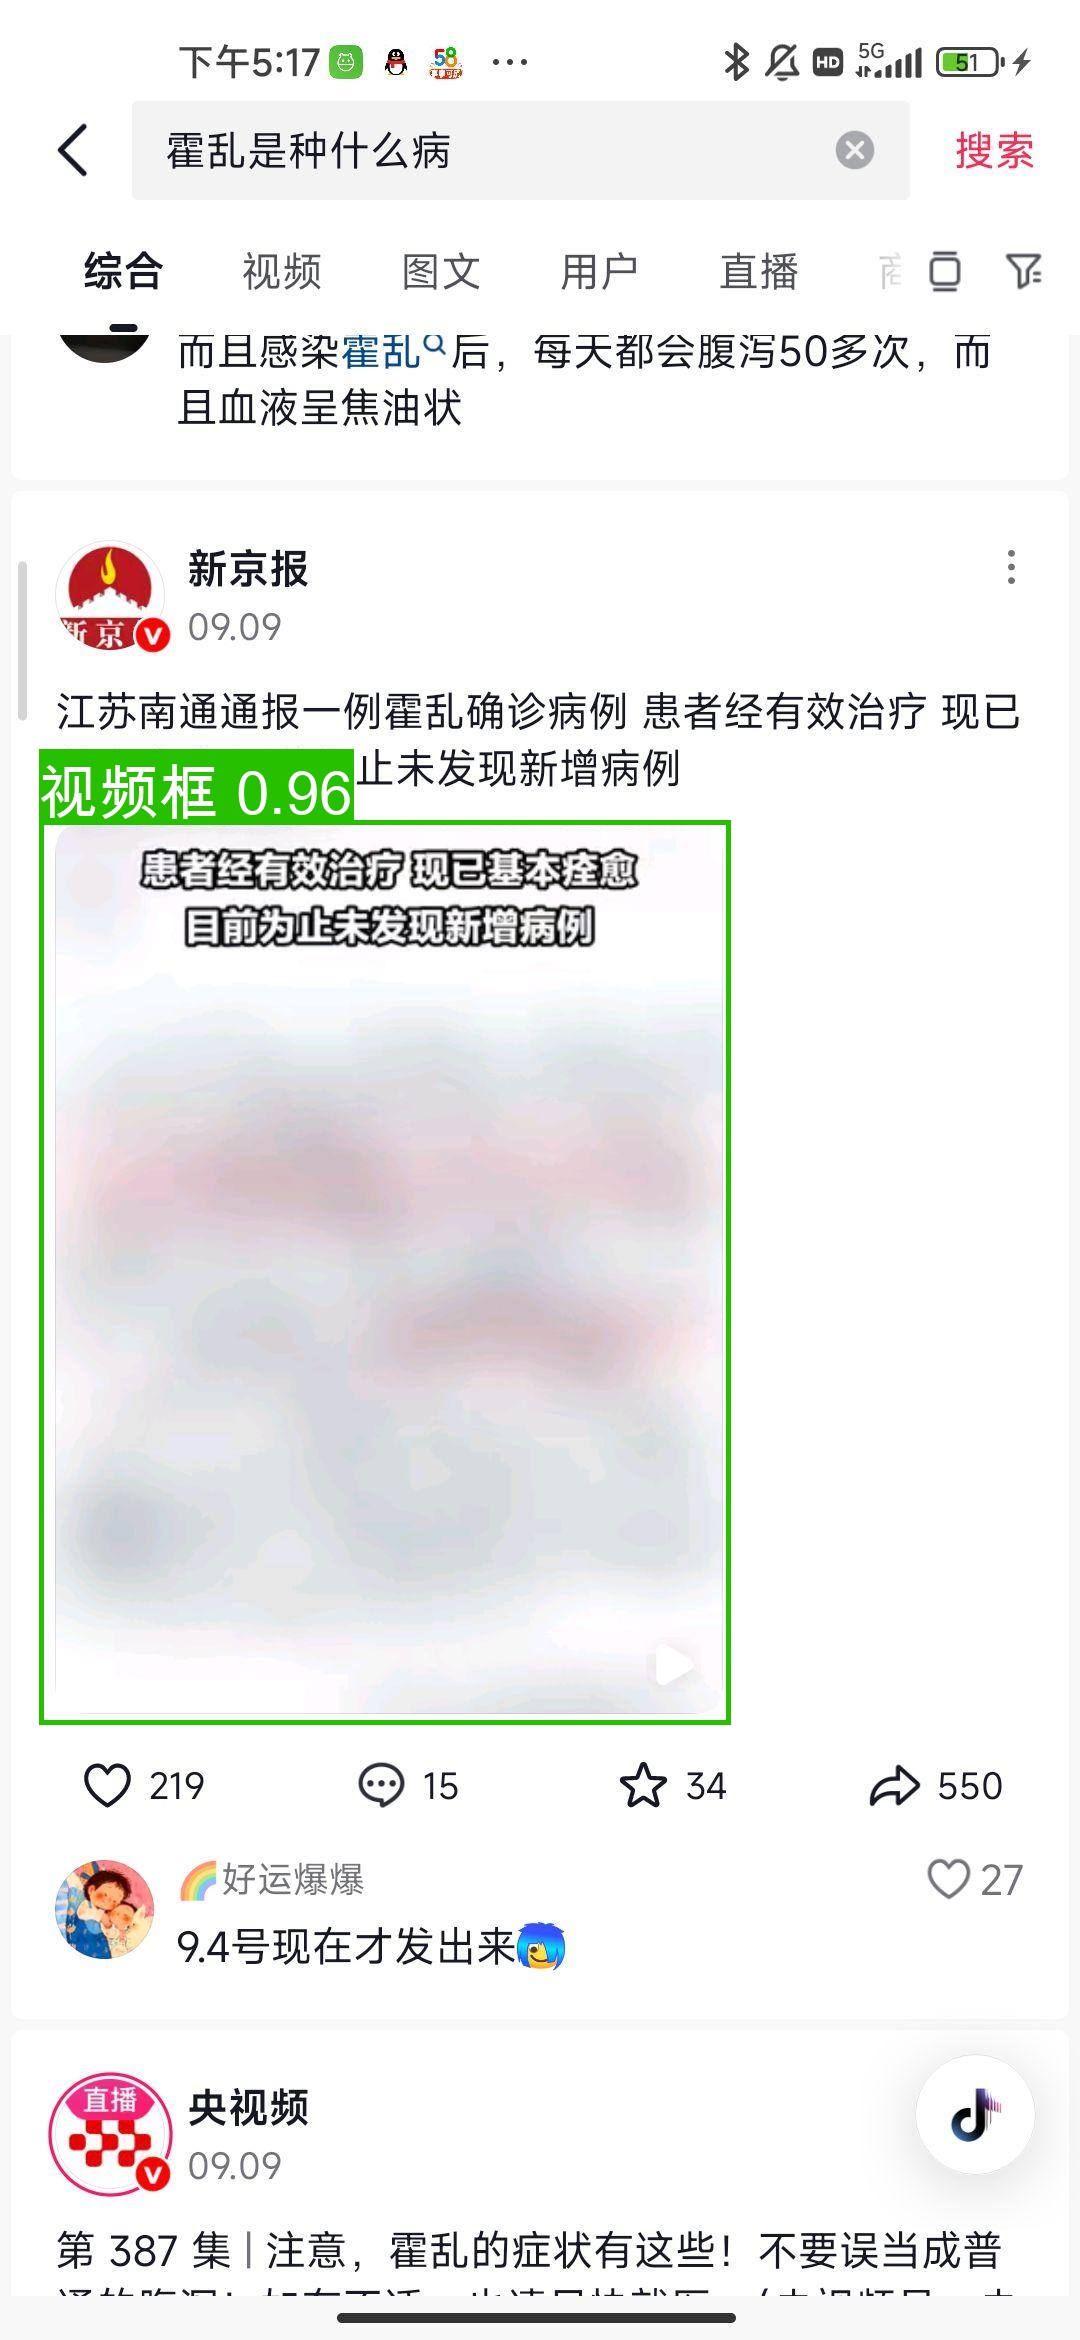 下午5:17
58
HD
5G
51
霍乱是种什么病
搜索
综合
视频
图文
用户
直播
而且感染霍乱后，每天都会腹泻50多次，而
且血液呈焦油状
新京报
09.09
江苏南通通报一例霍乱确诊病例 患者经有效治疗 现已
视频框 0.96
止未发现新增病例
患者经有效治疗 现已基本痊愈
目前为止未发现新增病例
219
15
34
550
好运爆爆
27
9.4号现在才发出来
直播
央视频
09.09
第 387 集 | 注意，霍乱的症状有这些！不要误当成普